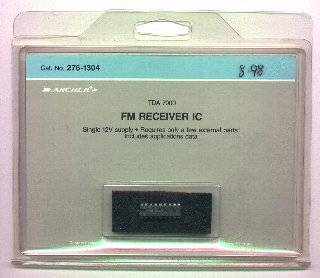 Cat. No. 276-1304
8-98
ARCHER
TDA 7000
FM RECEIVER IC
Single 12V supply • Requires only a few external parts
Includes applications data